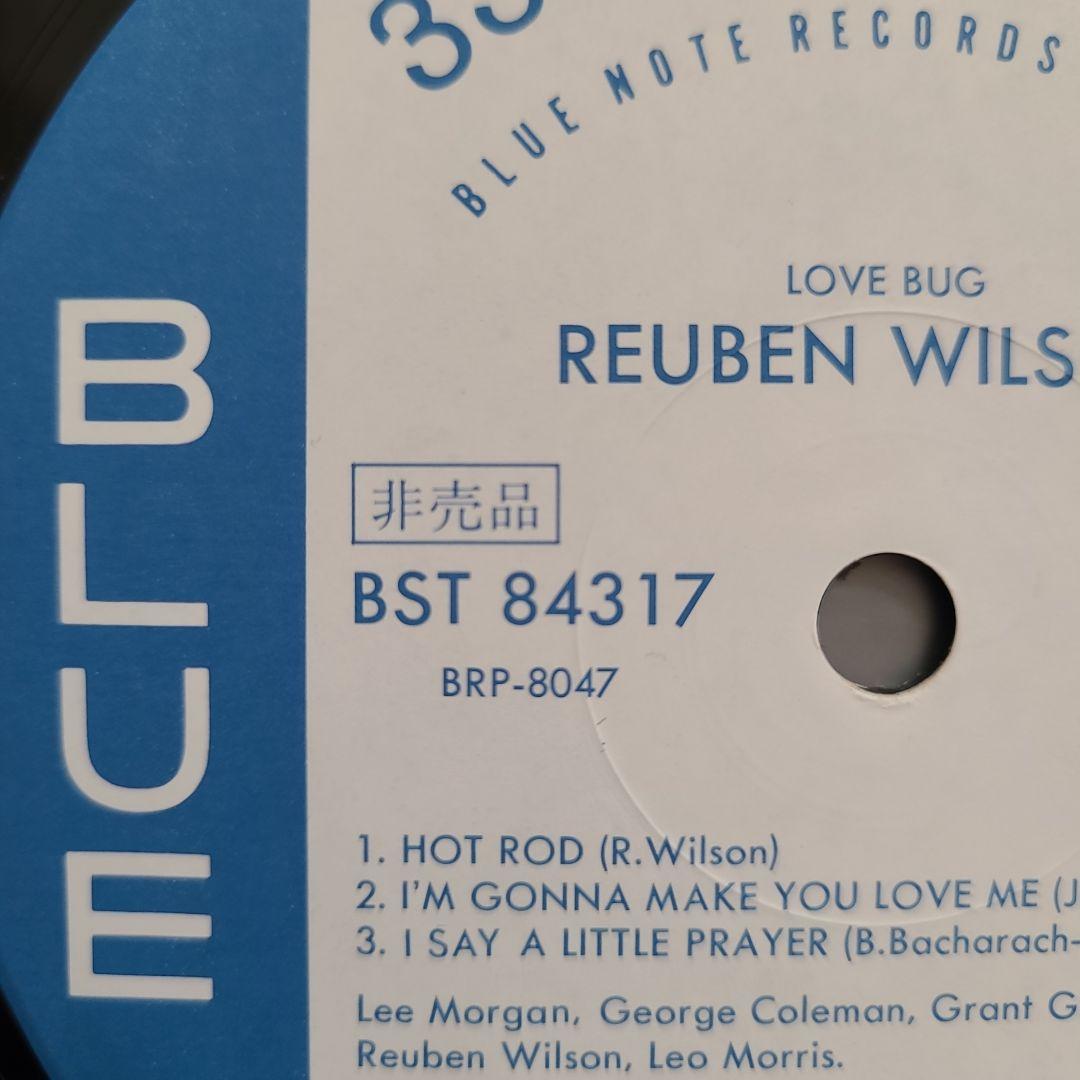 33
BLUE NOTE RECORDS
LOVE BUG
REUBEN WILS
BLUE
非売品
BST 84317
BRP-8047
1. HOT ROD (R.Wilson)
2. I'M GONNA MAKE YOU LOVE ME (J
3. I SAY A LITTLE PRAYER (B.Bacharach-
Lee Morgan, George Coleman, Grant G
Reuben Wilson, Leo Morris.